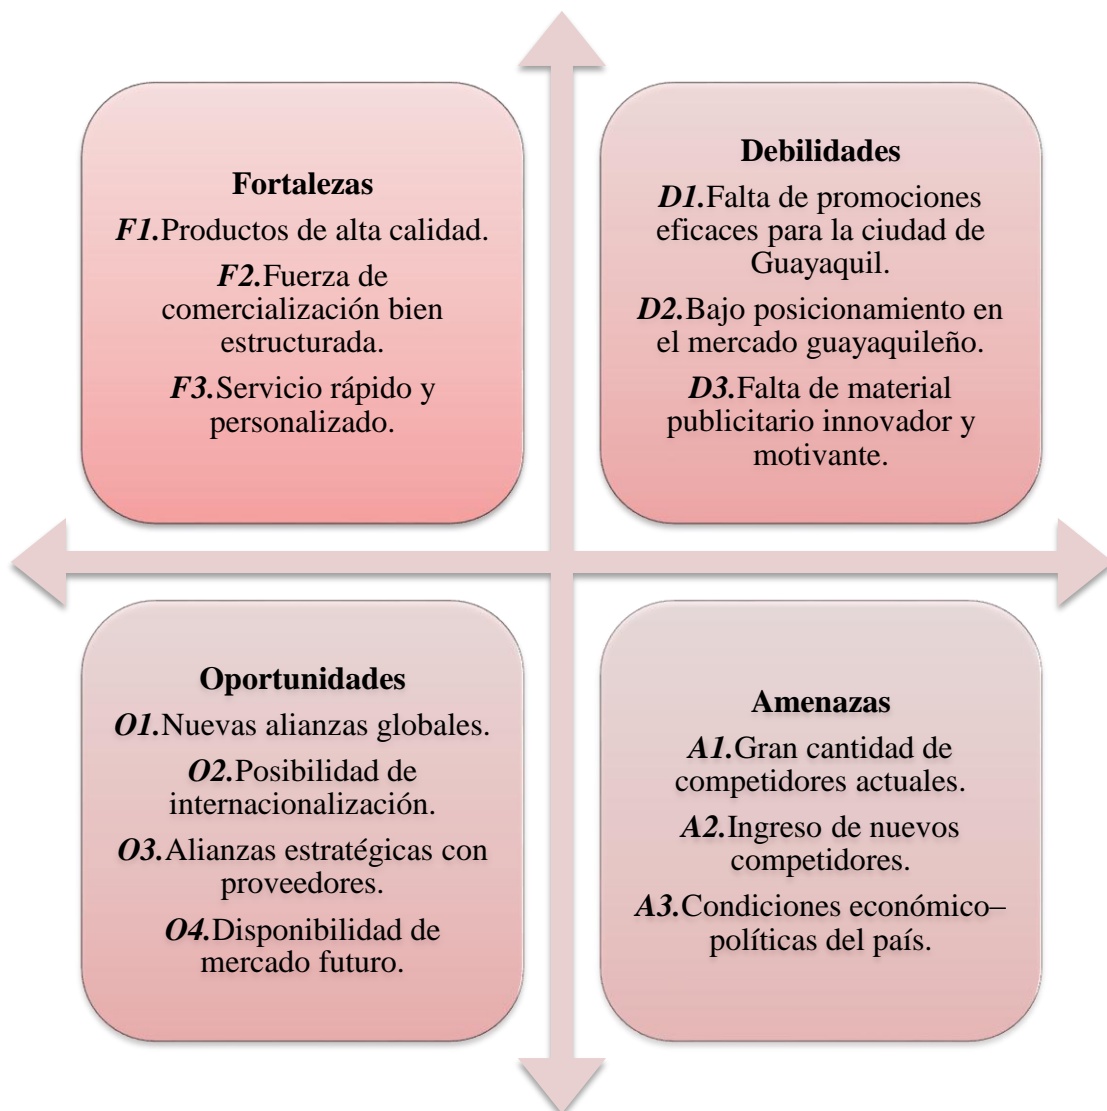 Fortalezas
F1.Productos de alta calidad.
F2.Fuerza de
comercialización bien
estructurada.
F3.Servicio rápido y
personalizado.
Debilidades
D1.Falta de promociones
eficaces para la ciudad de
Guayaquil.
D2.Bajo posicionamiento en
el mercado guayaquileño.
D3.Falta de material
publicitario innovador y
motivante.
Oportunidades
O1.Nuevas alianzas globales.
O2.Posibilidad de
internacionalización.
O3.Alianzas estratégicas con
proveedores.
O4.Disponibilidad de
mercado futuro.
Amenazas
A1.Gran cantidad de
competidores actuales.
A2.Ingreso de nuevos
competidores.
A3.Condiciones económico–
políticas del país.